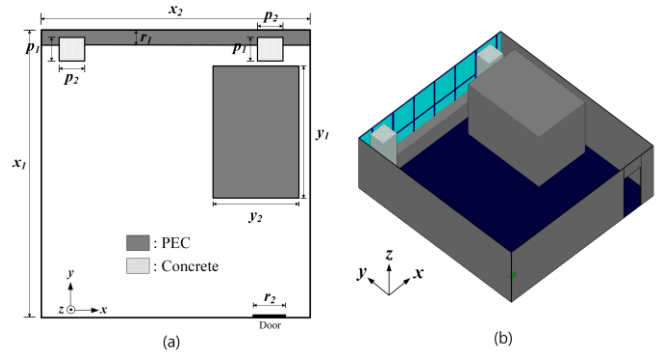 x2
p2
r1
p1
p1
p2
x1
y1
y2
: PEC
: Concrete
y
z
x
r2
Door
(a)
z
y
x
(b)